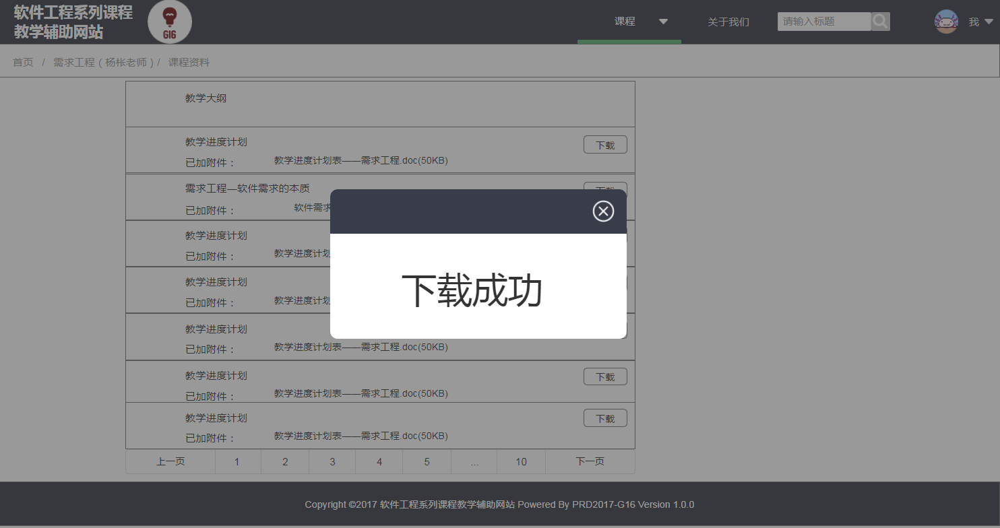 软件工程系列课程
教学辅助网站
G16
课程
关于我们
请输入标题
我
首页 / 需求工程（杨枨老师）/ 课程资料
教学大纲
教学进度计划
下载
已加附件：
教学进度计划表——需求工程.doc(50KB)
需求工程—软件需求的本质
下载
已加附件：
软件需求
教学进度计划
已加附件：
教学进度计划
教学进度计划
已加附件：
教学进度计划
下载成功
教学进度计划
已加附件：
教学进度计划表——需求工程.doc(50KB)
教学进度计划
下载
已加附件：
教学进度计划表——需求工程.doc(50KB)
教学进度计划
下载
已加附件：
教学进度计划表——需求工程.doc(50KB)
上一页 1 2 3 4 5 ... 10 下一页
Copyright ©2017 软件工程系列课程教学辅助网站 Powered By PRD2017-G16 Version 1.0.0